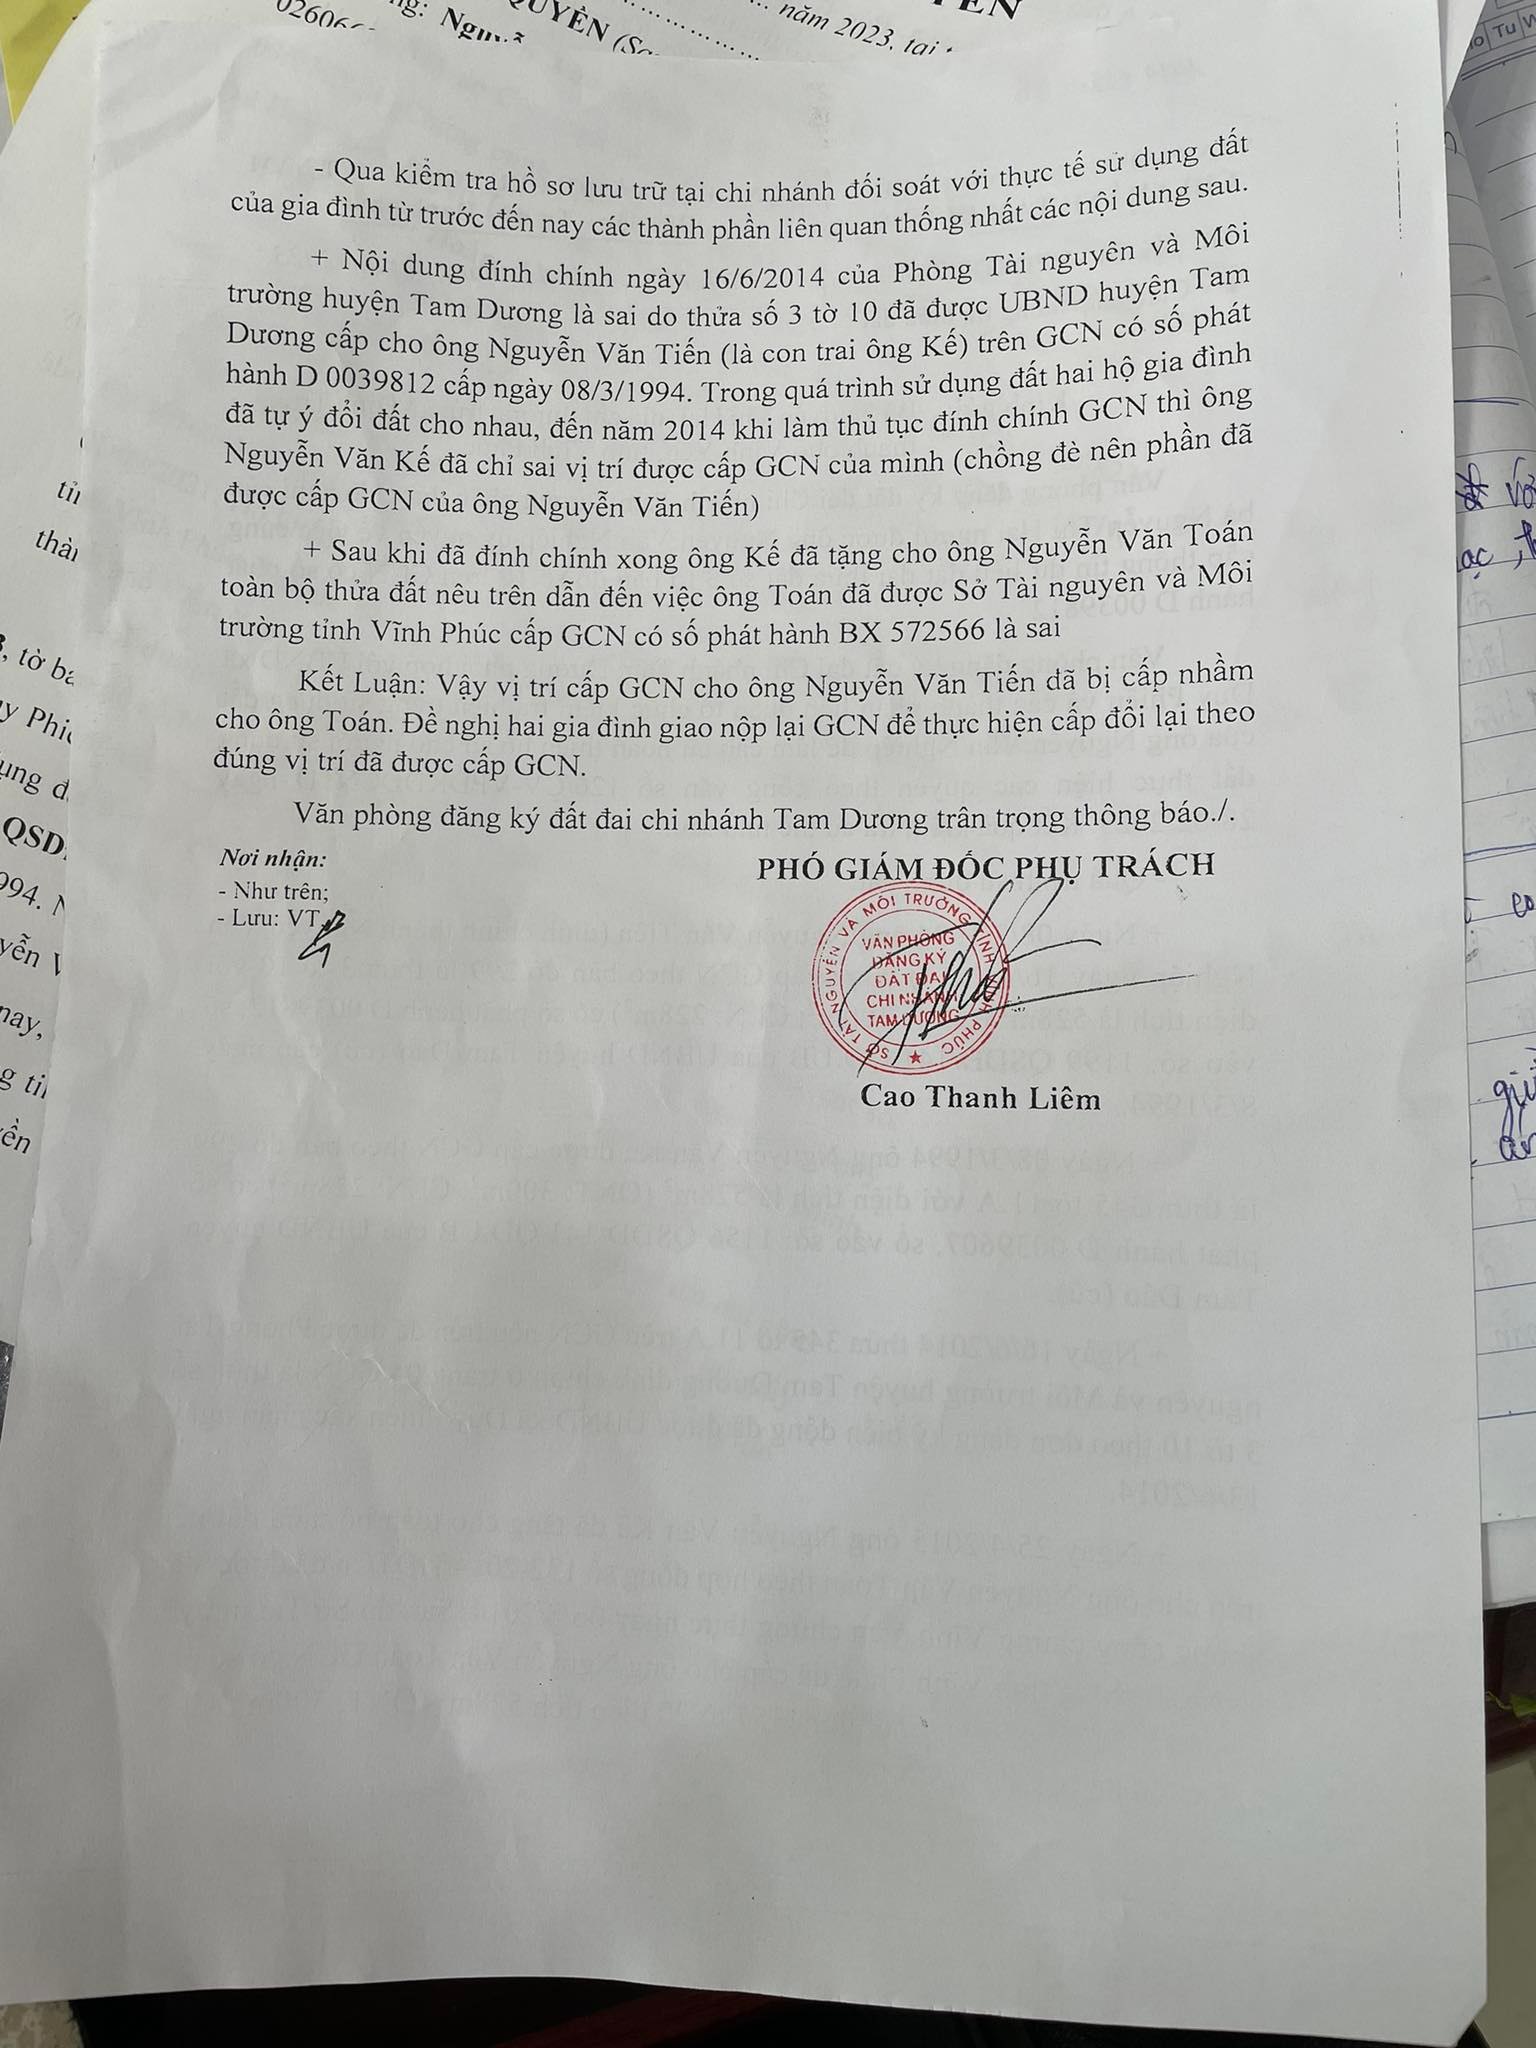 năm 2023, tại
QUYỀN (So
02606
- Qua kiểm tra hồ sơ lưu trữ tại chi nhánh đối soát với thực tế sử dụng đất
của gia đình từ trước đến nay các thành phần liên quan thống nhất các nội dung sau.
+ Nội dung đính chính ngày 16/6/2014 của Phòng Tài nguyên và Môi
trường huyện Tam Dương là sai do thửa số 3 tờ 10 đã được UBND huyện Tam
Dương cấp cho ông Nguyễn Văn Tiến (là con trai ông Kế) trên GCN có số phát
hành D 0039812 cấp ngày 08/3/1994. Trong quá trình sử dụng đất hai hộ gia đình
đã tự ý đổi đất cho nhau, đến năm 2014 khi làm thủ tục đính chính GCN thì ông
Nguyễn Văn Kế đã chỉ sai vị trí được cấp GCN của mình (chồng đè nên phần đã
được cấp GCN của ông Nguyễn Văn Tiến)
+ Sau khi đã đính chính xong ông Kế đã tặng cho ông Nguyễn Văn Toán
toàn bộ thửa đất nêu trên dẫn đến việc ông Toán đã được Sở Tài nguyên và Môi
trường tỉnh Vĩnh Phúc cấp GCN có số phát hành BX 572566 là sai
Kết Luận: Vậy vị trí cấp GCN cho ông Nguyễn Văn Tiến đã bị cấp nhầm
cho ông Toán. Đề nghị hai gia đình giao nộp lại GCN để thực hiện cấp đổi lại theo
đúng vị trí đã được cấp GCN.
Văn phòng đăng ký đất đai chi nhánh Tam Dương trân trọng thông báo./.
Nơi nhận:
- Như trên;
- Lưu: VT
PHÓ GIÁM ĐỐC PHỤ TRÁCH
SỞ TÀI NGUYÊN VÀ MÔI TRƯỜNG TỈNH VĨNH PHÚC
VĂN PHÒNG
ĐĂNG KÝ
ĐẤT ĐAI
CHI NHÁNH
TAM DƯƠNG
Cao Thanh Liêm
, tờ bả
QSD
994.
nay,